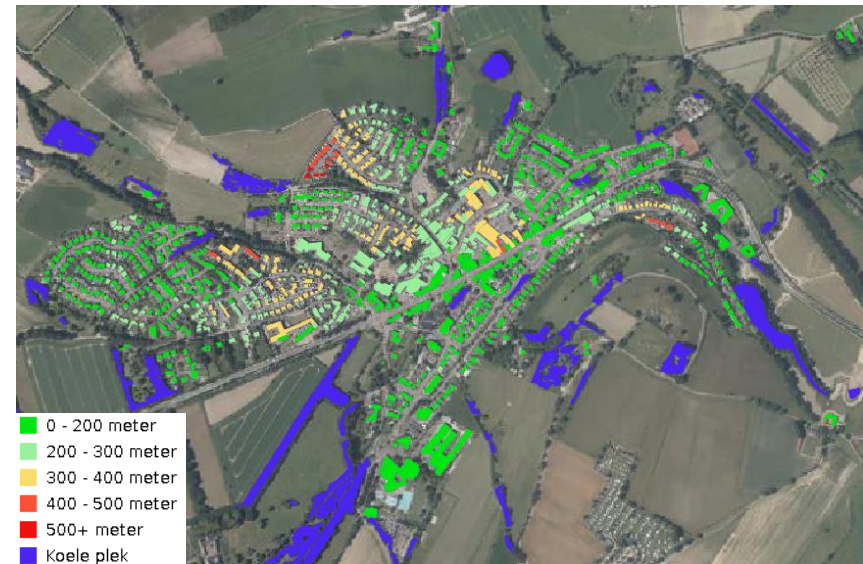 0 - 200 meter
200 - 300 meter
300 - 400 meter
400 - 500 meter
500+ meter
Koele plek